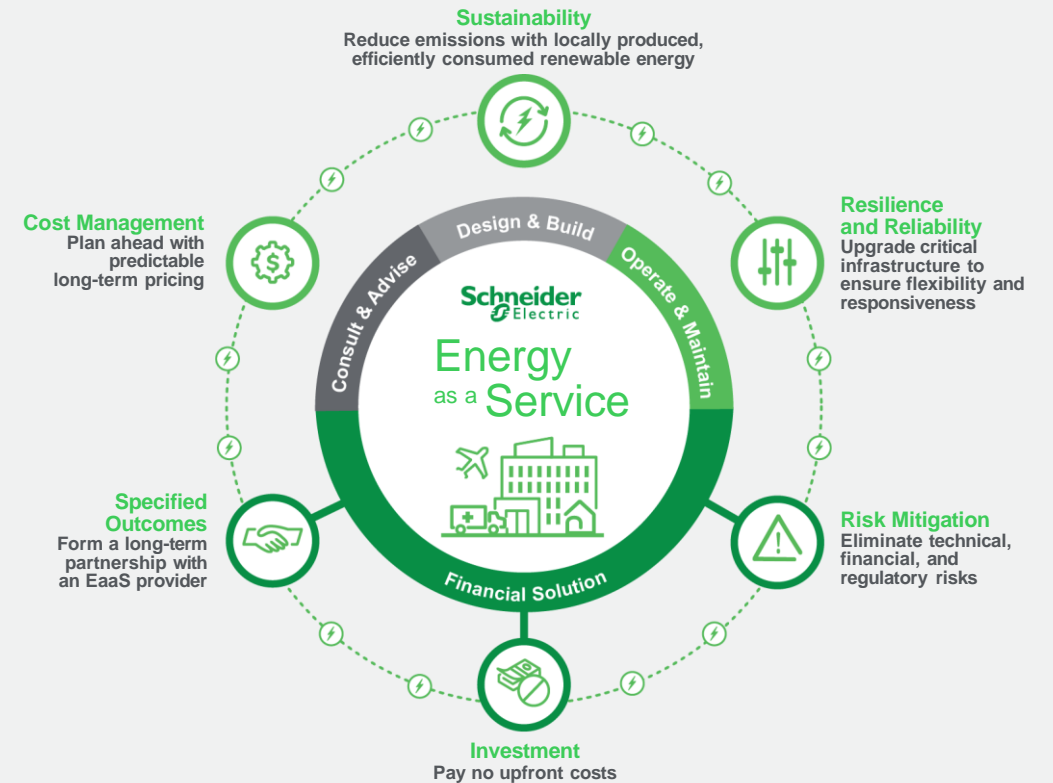 Sustainability
Reduce emissions with locally produced,
efficiently consumed renewable energy
Cost Management
Plan ahead with
predictable
long-term pricing
Resilience
and Reliability
Upgrade critical
infrastructure to
ensure flexibility and
responsiveness
Consult & Advise
Design & Build
Operate & Maintain
Schneider
Electric
Energy
as a Service
$
Financial Solution
Specified
Outcomes
Form a long-term
partnership with
an EaaS provider
Risk Mitigation
Eliminate technical,
financial, and
regulatory risks
!
Investment
Pay no upfront costs